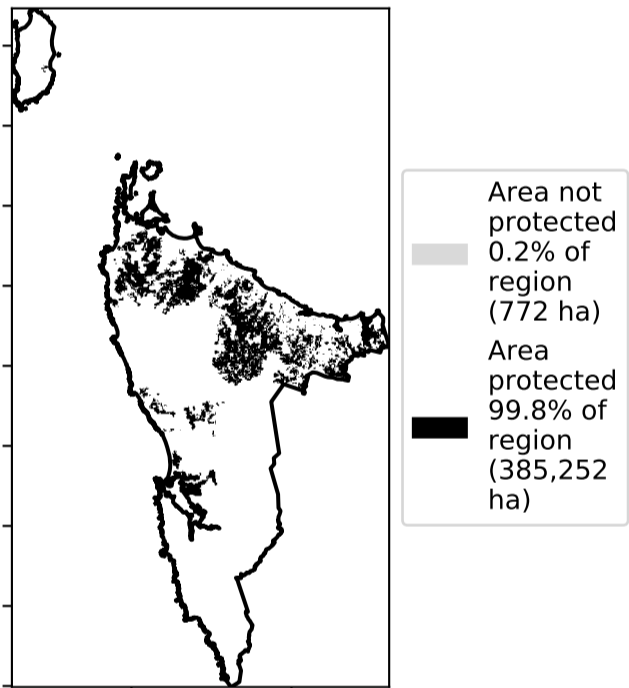 Area not
protected
0.2% of
region
(772 ha)
Area
protected
99.8% of
region
(385,252
ha)